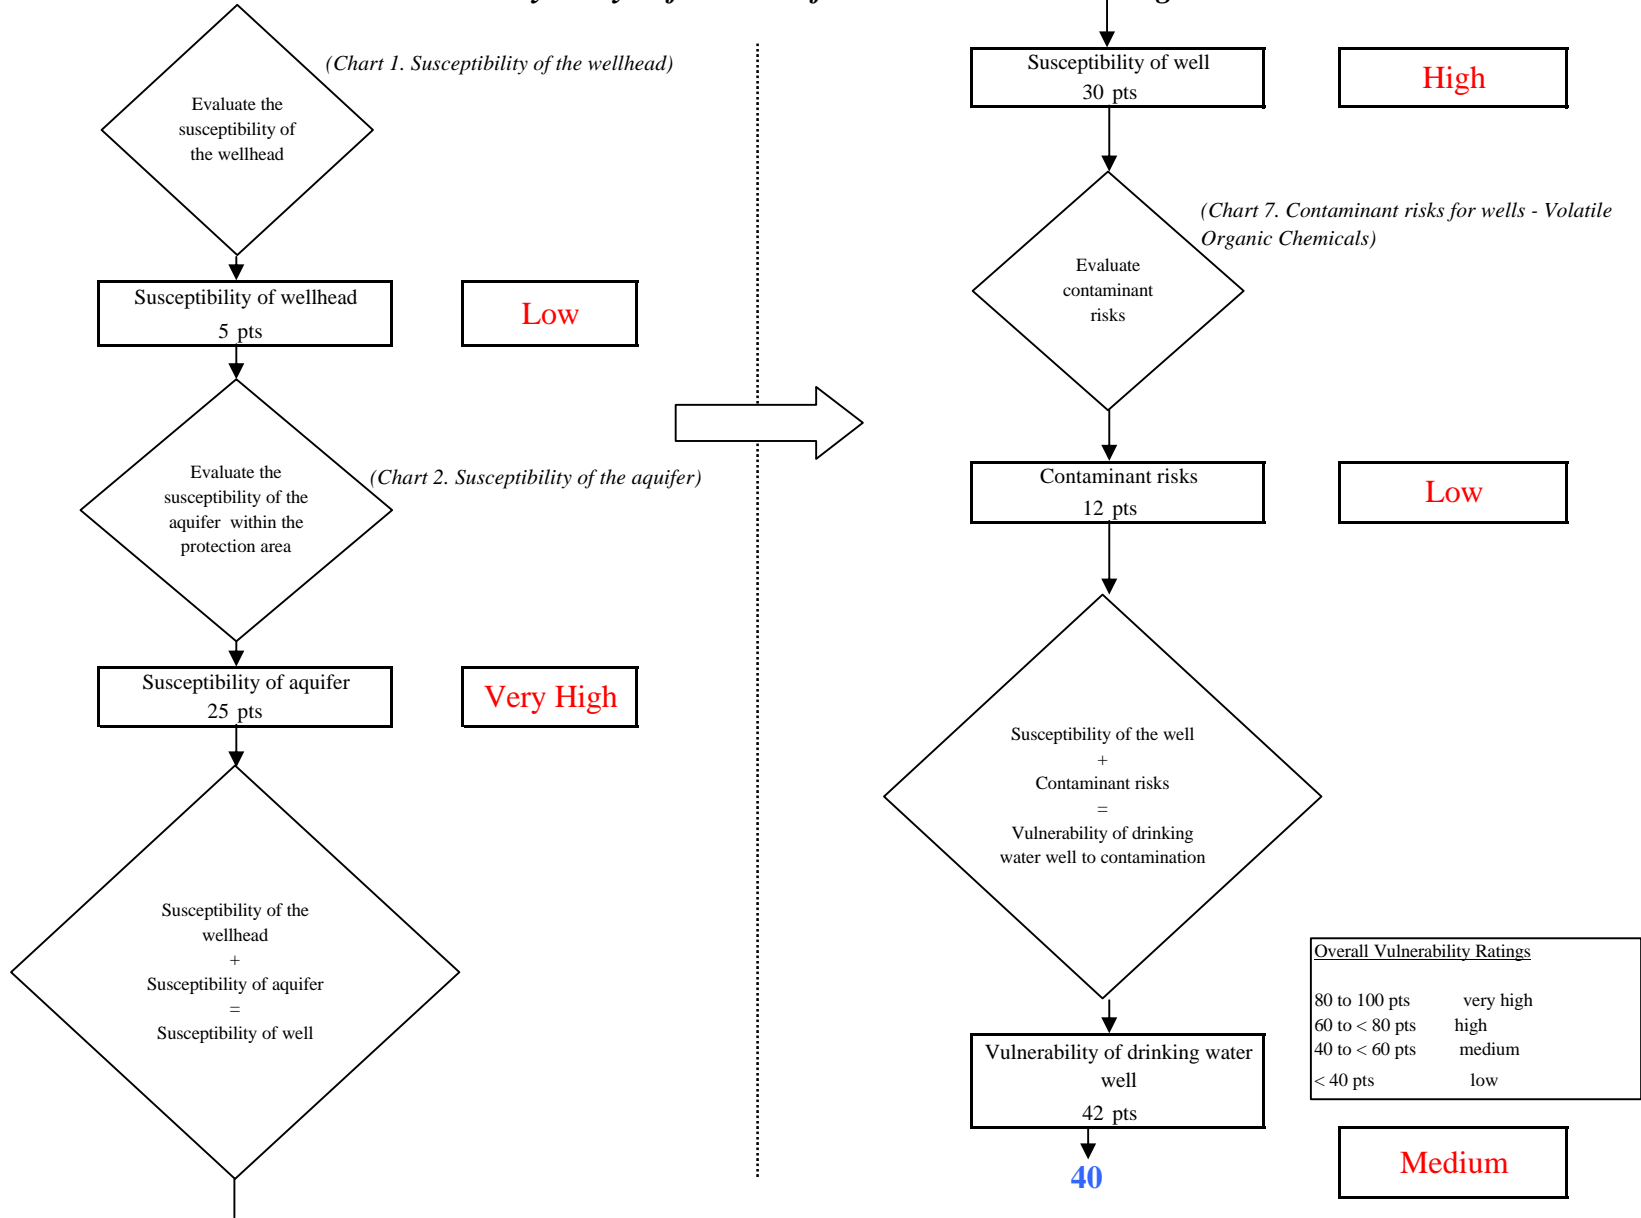 (Chart 1. Susceptibility of the wellhead)
Evaluate the
susceptibility of
the wellhead
Susceptibility of wellhead
5 pts
Low
Evaluate the
susceptibility of the
aquifer within the
protection area
(Chart 2. Susceptibility of the aquifer)
Susceptibility of aquifer
25 pts
Very High
Susceptibility of the
wellhead
+
Susceptibility of aquifer
=
Susceptibility of well
Susceptibility of well
30 pts
High
(Chart 7. Contaminant risks for wells - Volatile
Organic Chemicals)
Evaluate
contaminant
risks
Contaminant risks
12 pts
Low
Susceptibility of the well
+
Contaminant risks
=
Vulnerability of drinking
water well to contamination
Overall Vulnerability Ratings
80 to 100 pts very high
60 to < 80 pts high
40 to < 60 pts medium
< 40 pts low
Vulnerability of drinking water
well
42 pts
40
Medium